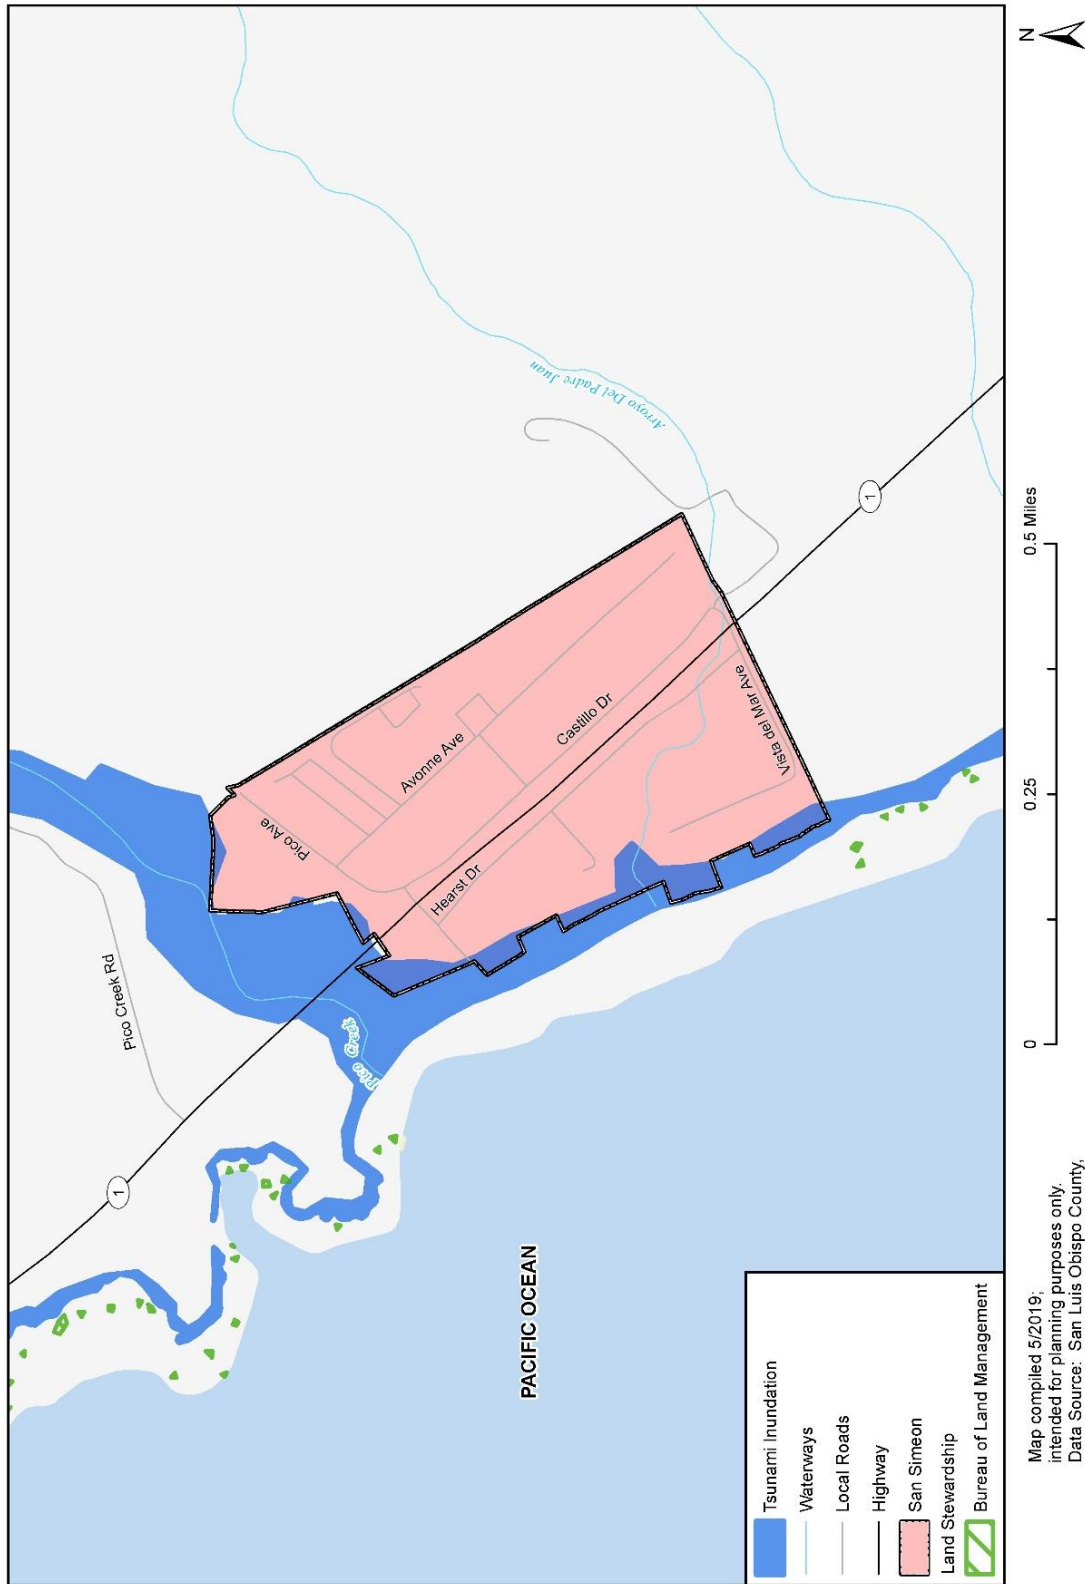 Pico Creek Rd
1
Pico Creek
Pico Ave
Avonne Ave
Hearst Dr
Castillo Dr
Vista del Mar Ave
Arroyo Del Padre Juan
1
PACIFIC OCEAN
Tsunami Inundation
Waterways
Local Roads
Highway
San Simeon
Land Stewardship
Bureau of Land Management
Map compiled 5/2019;
intended for planning purposes only.
Data Source: San Luis Obispo County,
0 0.25 0.5 Miles
N